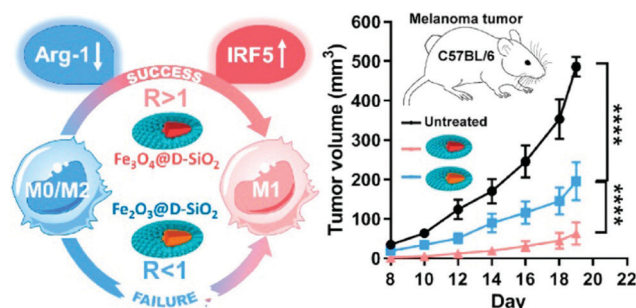 Arg-1↓
IRF5↑
SUCCESS
R>1
Fe₃O₄@D-SiO₂
M0/M2
M1
Fe₂O₃@D-SiO₂
R<1
FAILURE
Melanoma tumor
C57BL/6
Untreated
****
****
Tumor volume (mm³)
600
500
400
300
200
100
0
8 10 12 14 16 18 20 22
Day